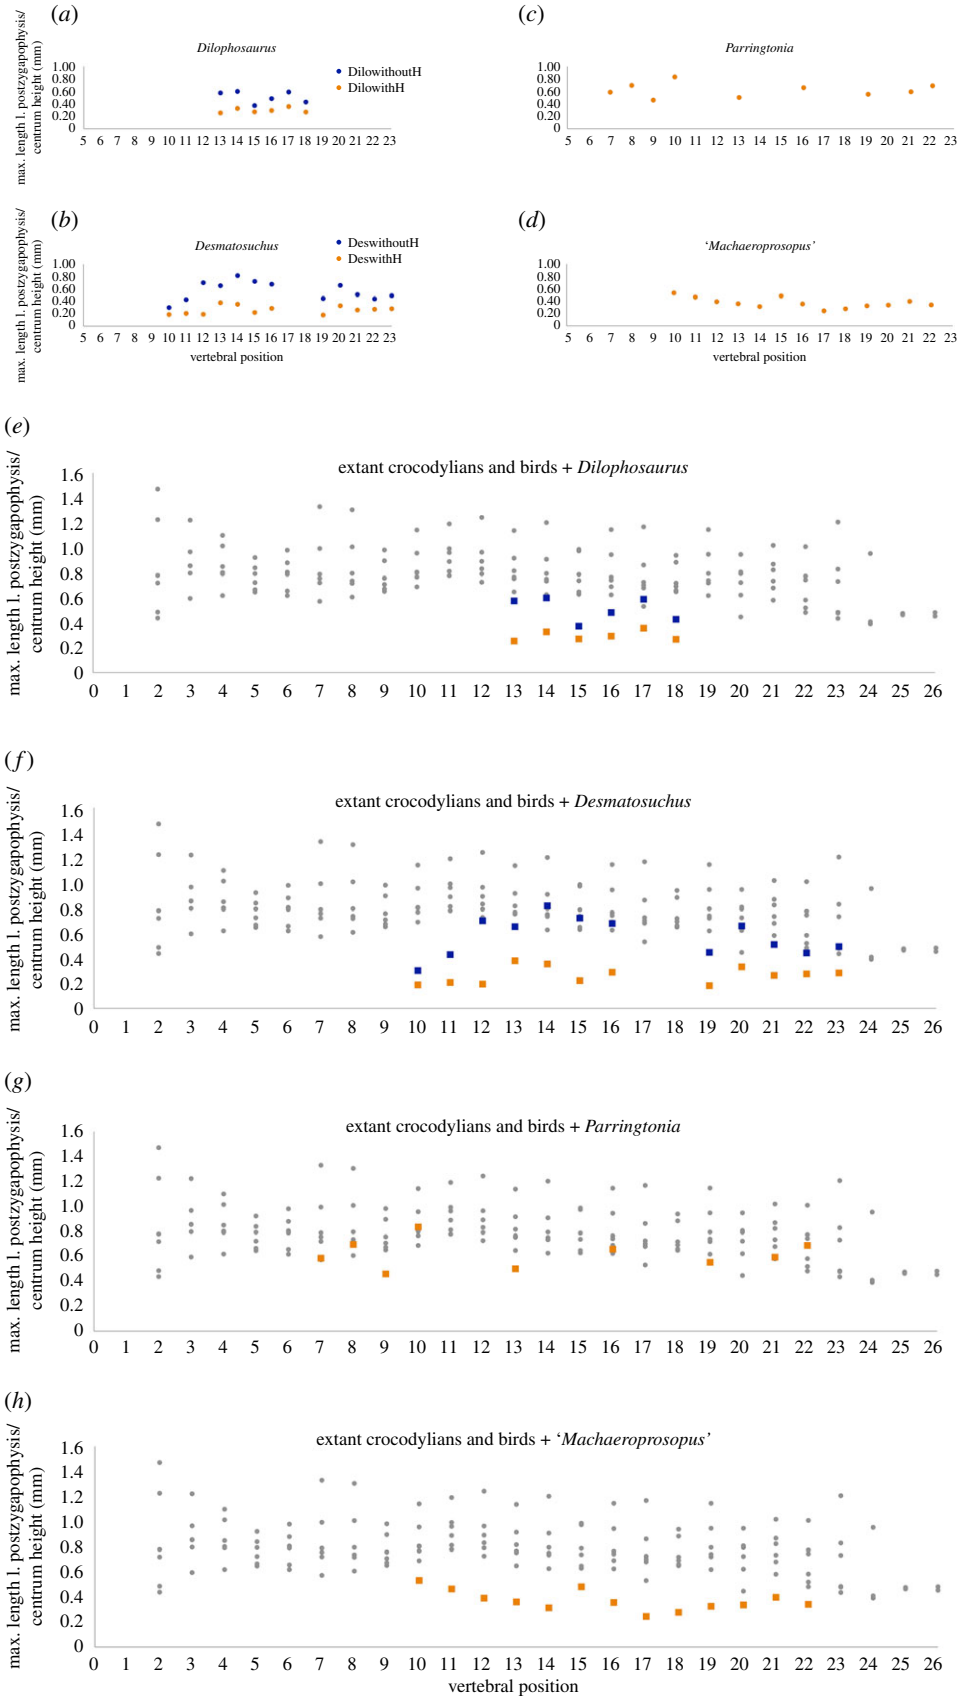 (a)
Dilophosaurus
max. length l. postzygapophysis/
centrum height (mm)
1.00
0.80
0.60
0.40
0.20
0
5 6 7 8 9 10 11 12 13 14 15 16 17 18 19 20 21 22 23
DilowithoutH
DilowithH
(c)
Parringtonia
1.00
0.80
0.60
0.40
0.20
0
5 6 7 8 9 10 11 12 13 14 15 16 17 18 19 20 21 22 23
(b)
Desmatosuchus
max. length l. postzygapophysis/
centrum height (mm)
1.00
0.80
0.60
0.40
0.20
0
5 6 7 8 9 10 11 12 13 14 15 16 17 18 19 20 21 22 23
vertebral position
DeswithoutH
DeswithH
(d)
‘Machaeroprosopus’
1.00
0.80
0.60
0.40
0.20
0
5 6 7 8 9 10 11 12 13 14 15 16 17 18 19 20 21 22 23
vertebral position
(e)
extant crocodylians and birds + Dilophosaurus
max. length l. postzygapophysis/
centrum height (mm)
1.6
1.4
1.2
1.0
0.8
0.6
0.4
0.2
0
0 1 2 3 4 5 6 7 8 9 10 11 12 13 14 15 16 17 18 19 20 21 22 23 24 25 26
(f)
extant crocodylians and birds + Desmatosuchus
max. length l. postzygapophysis/
centrum height (mm)
1.6
1.4
1.2
1.0
0.8
0.6
0.4
0.2
0
0 1 2 3 4 5 6 7 8 9 10 11 12 13 14 15 16 17 18 19 20 21 22 23 24 25 26
(g)
extant crocodylians and birds + Parringtonia
max. length l. postzygapophysis/
centrum height (mm)
1.6
1.4
1.2
1.0
0.8
0.6
0.4
0.2
0
0 1 2 3 4 5 6 7 8 9 10 11 12 13 14 15 16 17 18 19 20 21 22 23 24 25 26
(h)
extant crocodylians and birds + ‘Machaeroprosopus’
max. length l. postzygapophysis/
centrum height (mm)
1.6
1.4
1.2
1.0
0.8
0.6
0.4
0.2
0
0 1 2 3 4 5 6 7 8 9 10 11 12 13 14 15 16 17 18 19 20 21 22 23 24 25 26
vertebral position